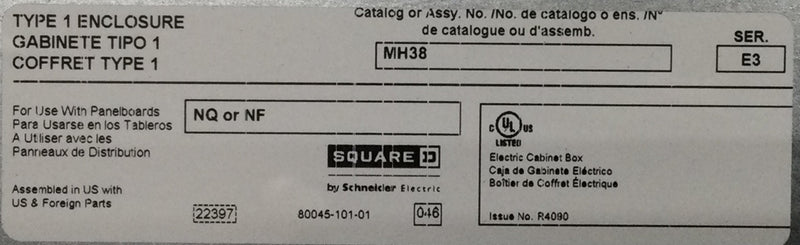 TYPE 1 ENCLOSURE
GABINETE TIPO 1
COFFRET TYPE 1
Catalog or Assy. No. /No. de catálogo o ens. /Nº
de catalogue ou d'assemb.
MH38
SER.
E3
For Use With Panelboards
Para Usarse en los Tableros
A Utiliser avec les
Panneaux de Distribution
NQ or NF
SQUARE D
by Schneider Electric
Assembled in US with
US & Foreign Parts
22397
80045-101-01
046
C UL US
LISTED
Electric Cabinet Box
Caja de Gabinete Eléctrico
Boîtier de Coffret Électrique
Issue No. R4090